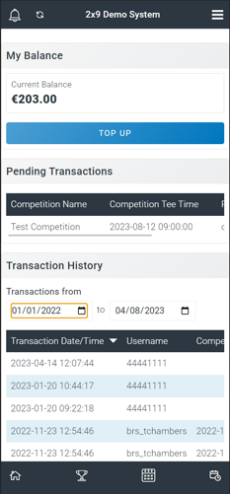 2x9 Demo System
My Balance
Current Balance
€203.00
TOP UP
Pending Transactions
Competition Name Competition Tee Time
Test Competition 2023-08-12 09:00:00
Transaction History
Transactions from
01/01/2022 to 04/08/2023
Transaction Date/Time Username Compe
2023-04-14 12:07:44 44441111
2023-01-20 10:44:17 44441111
2023-01-20 09:22:18 44441111
2022-11-23 12:54:46 brs_tchambers 2022-1
2022-11-23 12:54:46 brs_tchambers 2022-1